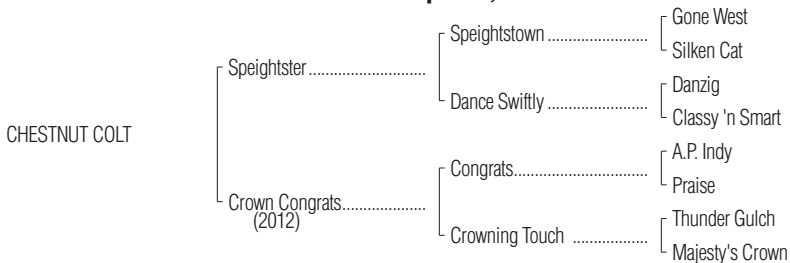 Gone West
Speightstown ....................
Silken Cat
Speightster ...........................
Danzig
Dance Swiftly ....................
Classy 'n Smart
CHESTNUT COLT
A.P. Indy
Congrats...........................
Praise
Crown Congrats...................
(2012)
Thunder Gulch
Crowning Touch ...............
Majesty's Crown